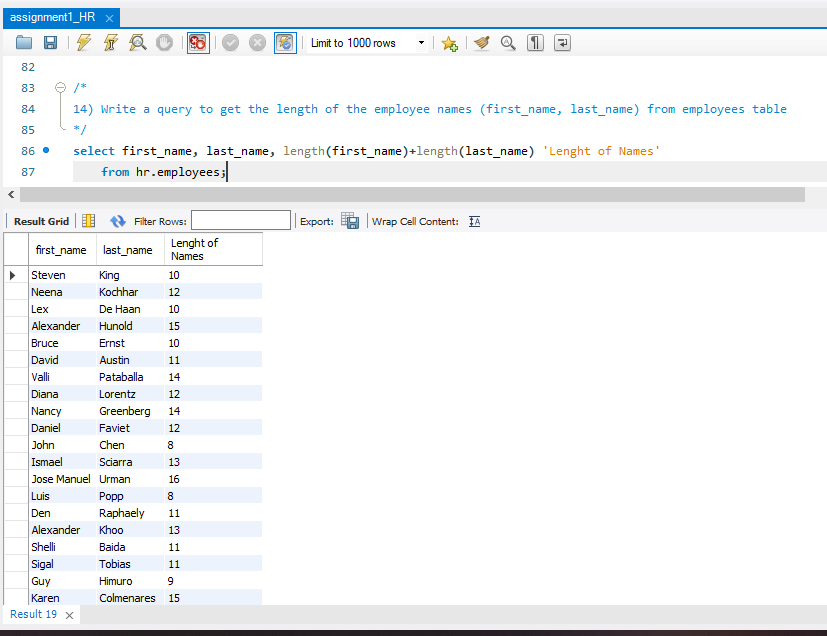 assignment1_HR ×
Limit to 1000 rows
82
83 /*
84 14) Write a query to get the length of the employee names (first_name, last_name) from employees table
85 */
86 select first_name, last_name, length(first_name)+length(last_name) 'Lenght of Names'
87 from hr.employees;
Result Grid Filter Rows: Export: Wrap Cell Content: IA
first_name last_name Lenght of Names
Steven King 10
Neena Kochhar 12
Lex De Haan 10
Alexander Hunold 15
Bruce Ernst 10
David Austin 11
Valli Pataballa 14
Diana Lorentz 12
Nancy Greenberg 14
Daniel Faviet 12
John Chen 8
Ismael Sciarra 13
Jose Manuel Urman 16
Luis Popp 8
Den Raphaely 11
Alexander Khoo 13
Shelli Baida 11
Sigal Tobias 11
Guy Himuro 9
Karen Colmenares 15
Result 19 ×